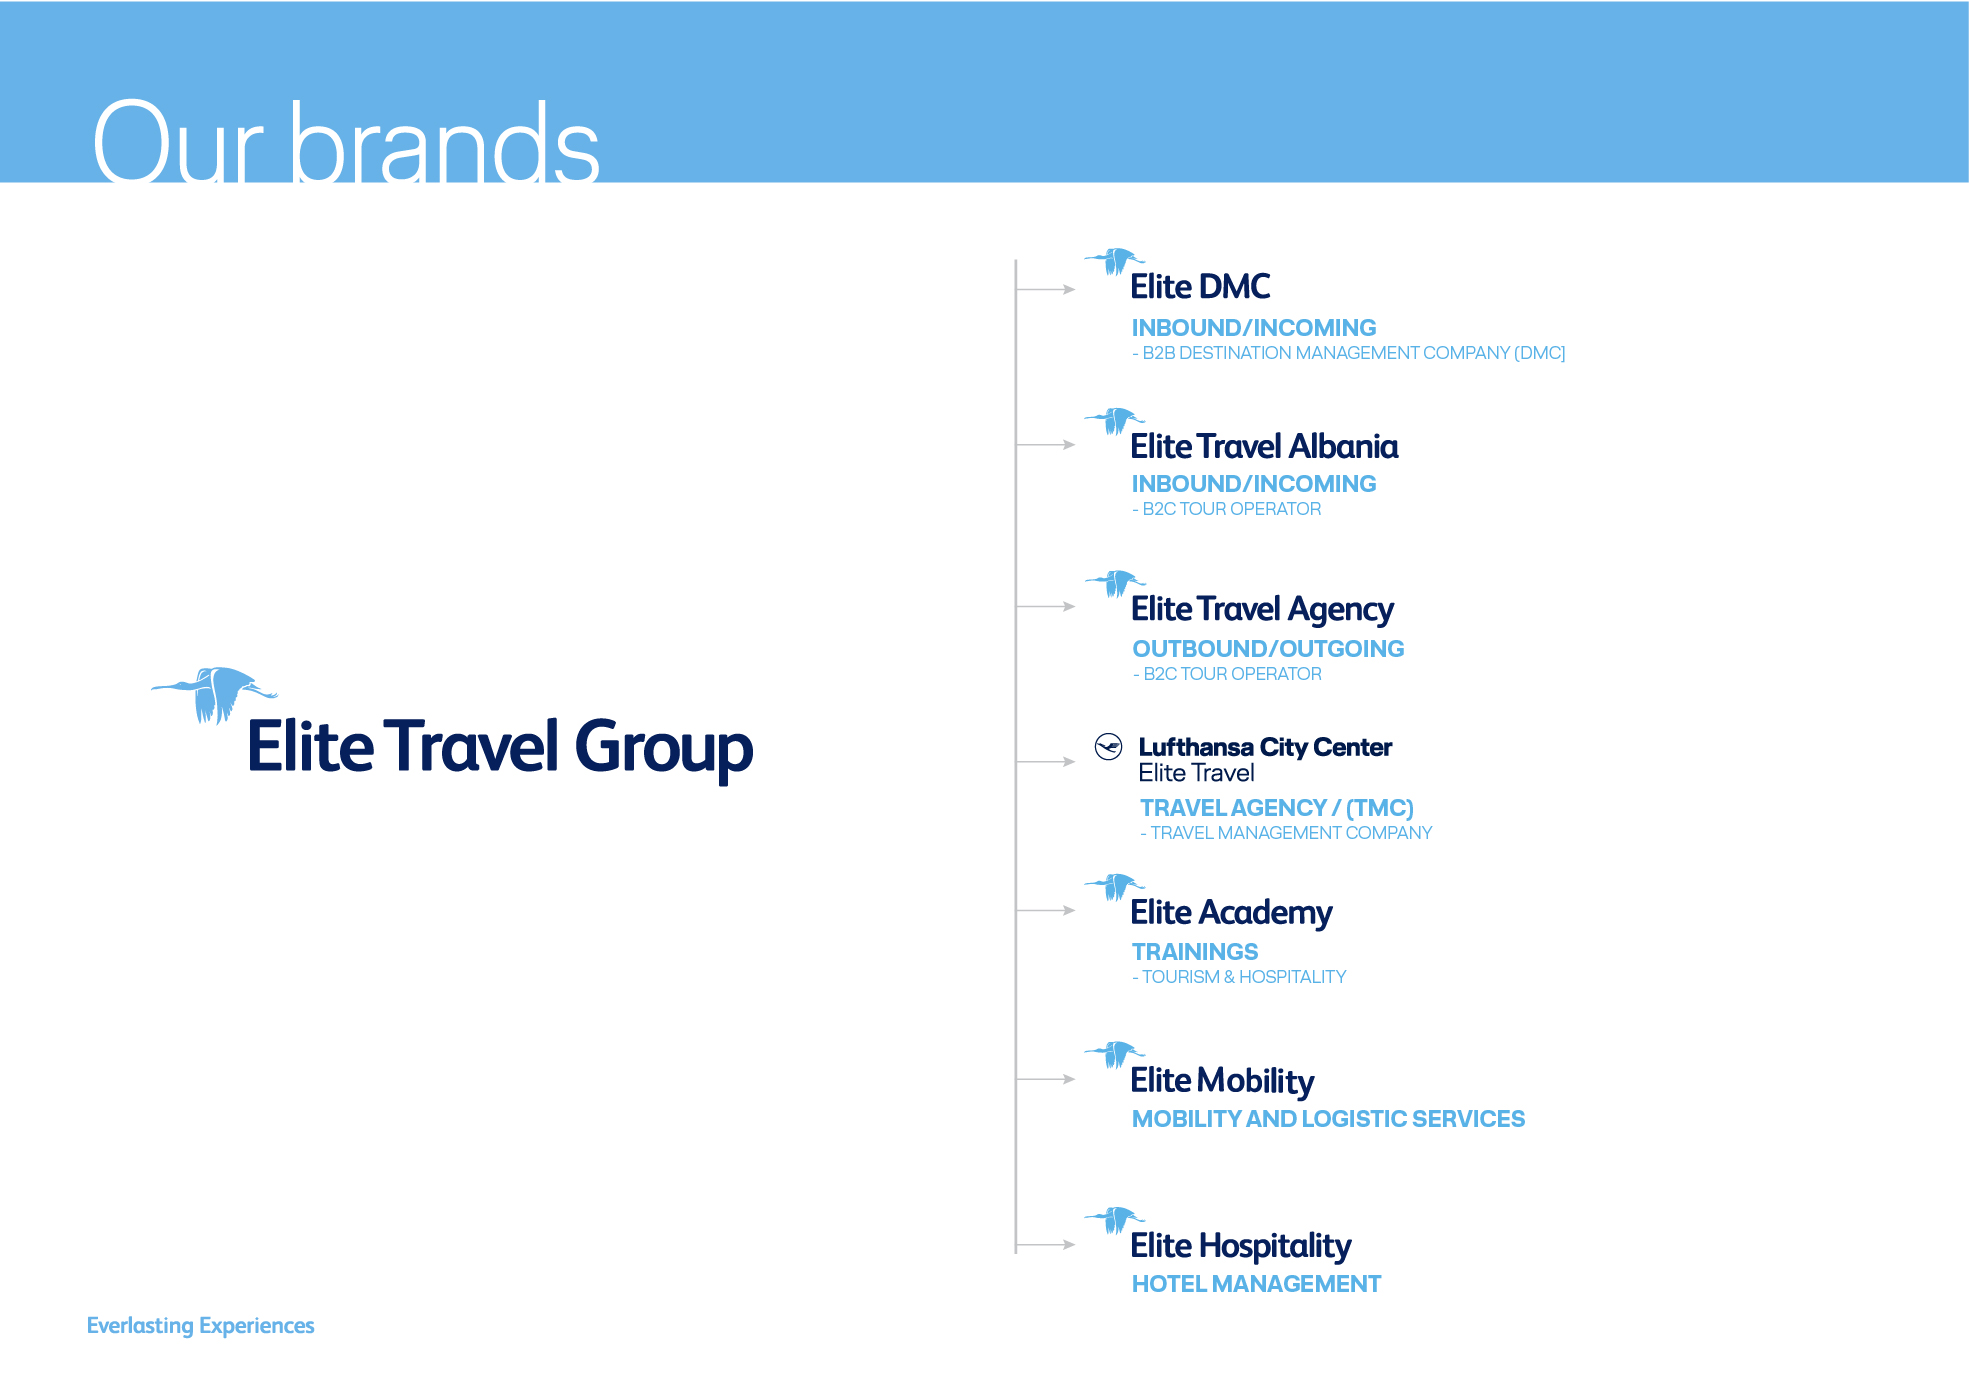 Our brands
Elite Travel Group
Elite DMC
INBOUND/INCOMING
- B2B DESTINATION MANAGEMENT COMPANY (DMC]
Elite Travel Albania
INBOUND/INCOMING
- B2C TOUR OPERATOR
Elite Travel Agency
OUTBOUND/OUTGOING
- B2C TOUR OPERATOR
Lufthansa City Center
Elite Travel
TRAVEL AGENCY / (TMC)
- TRAVEL MANAGEMENT COMPANY
Elite Academy
TRAININGS
- TOURISM & HOSPITALITY
Elite Mobility
MOBILITY AND LOGISTIC SERVICES
Elite Hospitality
HOTEL MANAGEMENT
Everlasting Experiences